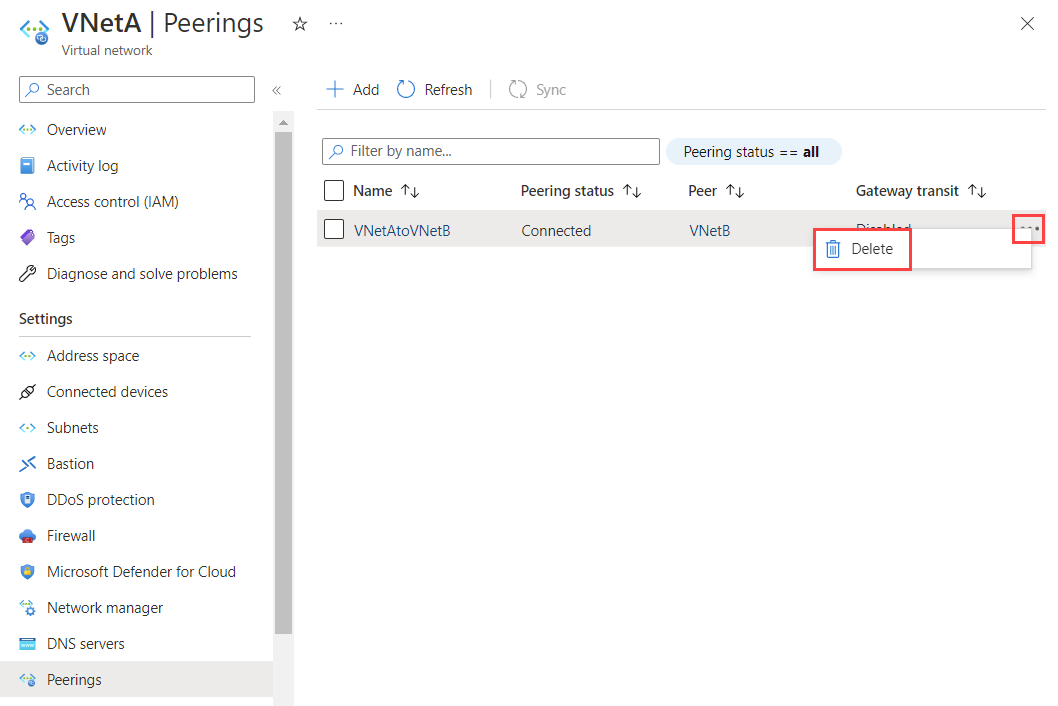 VNetA | Peerings
Virtual network
Search
Add Refresh Sync
Overview
Activity log
Access control (IAM)
Tags
Diagnose and solve problems
Settings
Address space
Connected devices
Subnets
Bastion
DDoS protection
Firewall
Microsoft Defender for Cloud
Network manager
DNS servers
Peerings
Filter by name...
Peering status == all
Name Peering status Peer Gateway transit
VNetAtoVNetB Connected VNetB Disabled
Delete